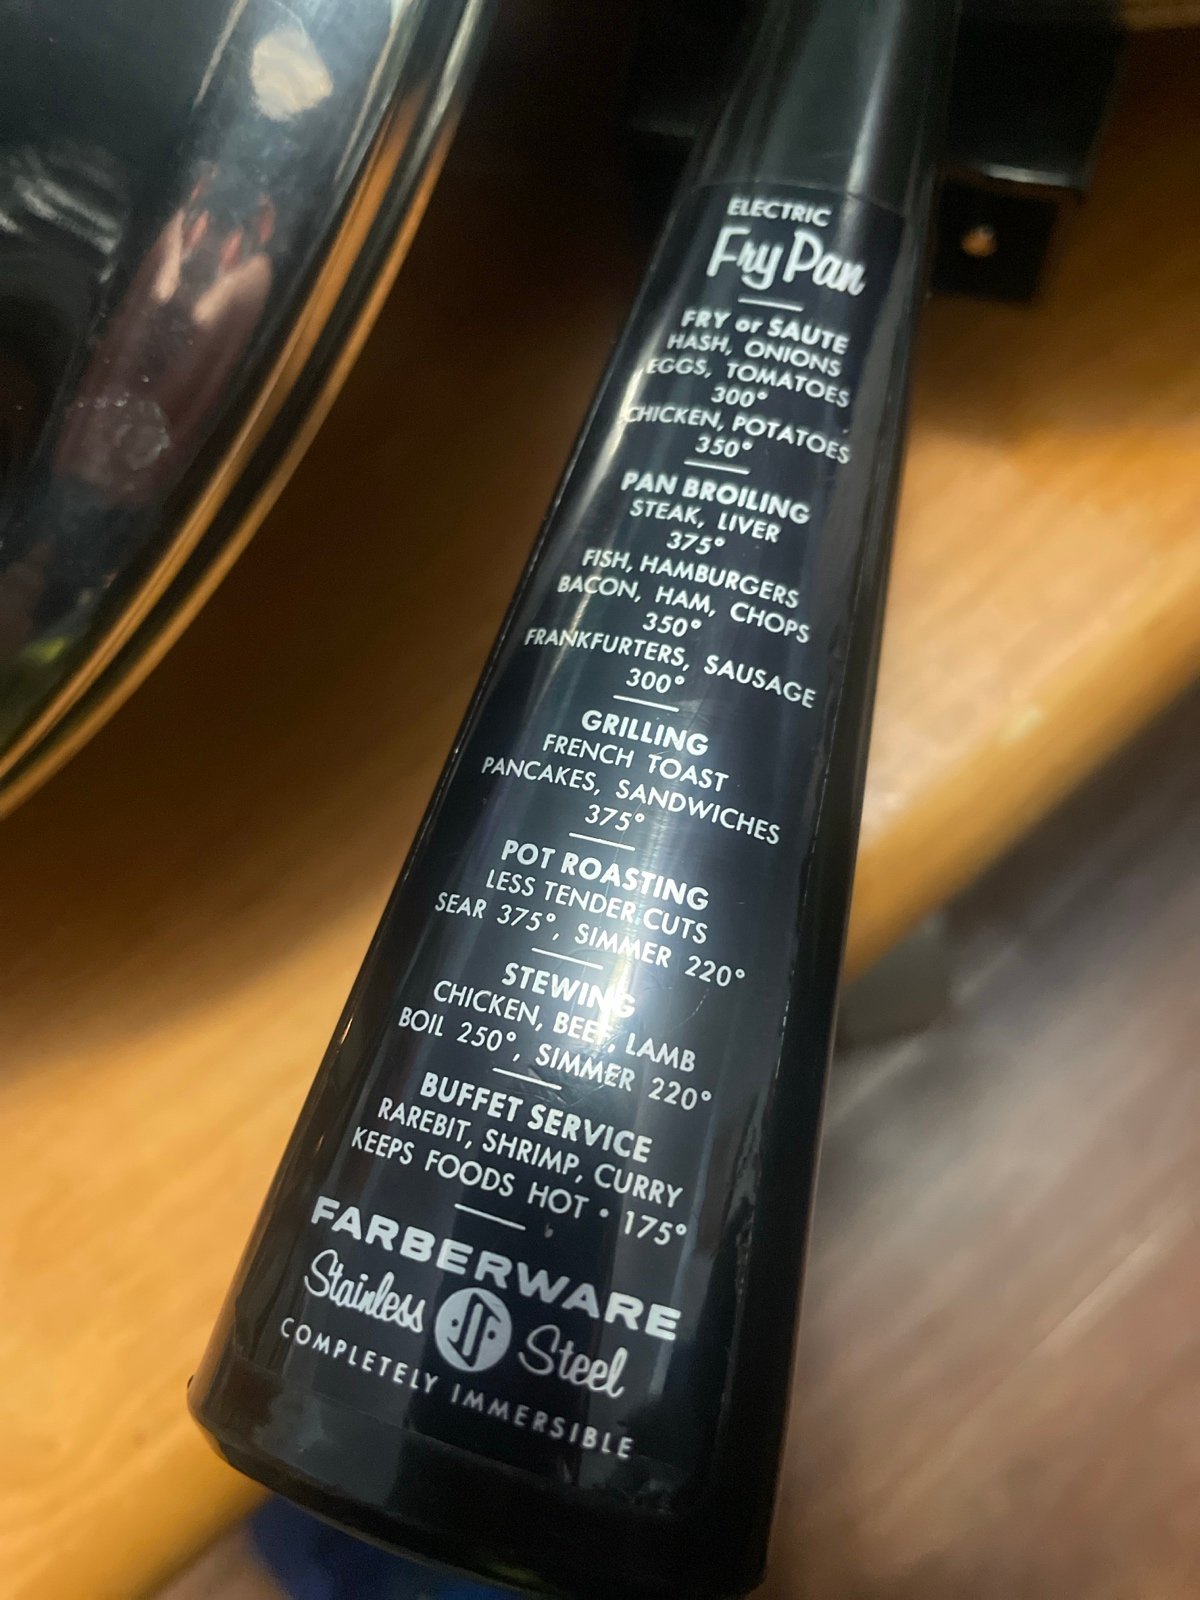 ELECTRIC
Fry Pan
FRY or SAUTE
HASH, ONIONS
EGGS, TOMATOES
300°
CHICKEN, POTATOES
350°
PAN BROILING
STEAK, LIVER
375°
FISH, HAMBURGERS
BACON, HAM, CHOPS
350°
FRANKFURTERS, SAUSAGE
300°
GRILLING
FRENCH TOAST
PANCAKES, SANDWICHES
375°
POT ROASTING
LESS TENDER CUTS
SEAR 375°, SIMMER 220°
STEWING
CHICKEN, BEEF, LAMB
BOIL 250°, SIMMER 220°
BUFFET SERVICE
RAREBIT, SHRIMP, CURRY
KEEPS FOODS HOT • 175°
FARBERWARE
Stainless Steel
COMPLETELY IMMERSIBLE